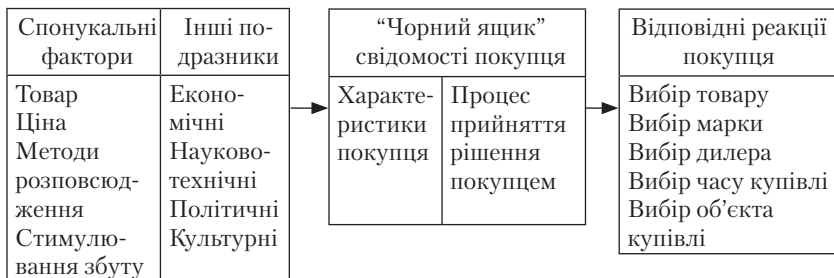 Спонукальні
фактори
Інші по-
дразники
Товар
Ціна
Методи
розповсюд-
ження
Стимулю-
вання збуту
Еконо-
мічні
Науково-
технічні
Політичні
Культурні
“Чорний ящик”
свідомості покупця
Характе-
ристики
покупця
Процес
прийняття
рішення
покупцем
Відповідні реакції
покупця
Вибір товару
Вибір марки
Вибір дилера
Вибір часу купівлі
Вибір об’єкта
купівлі